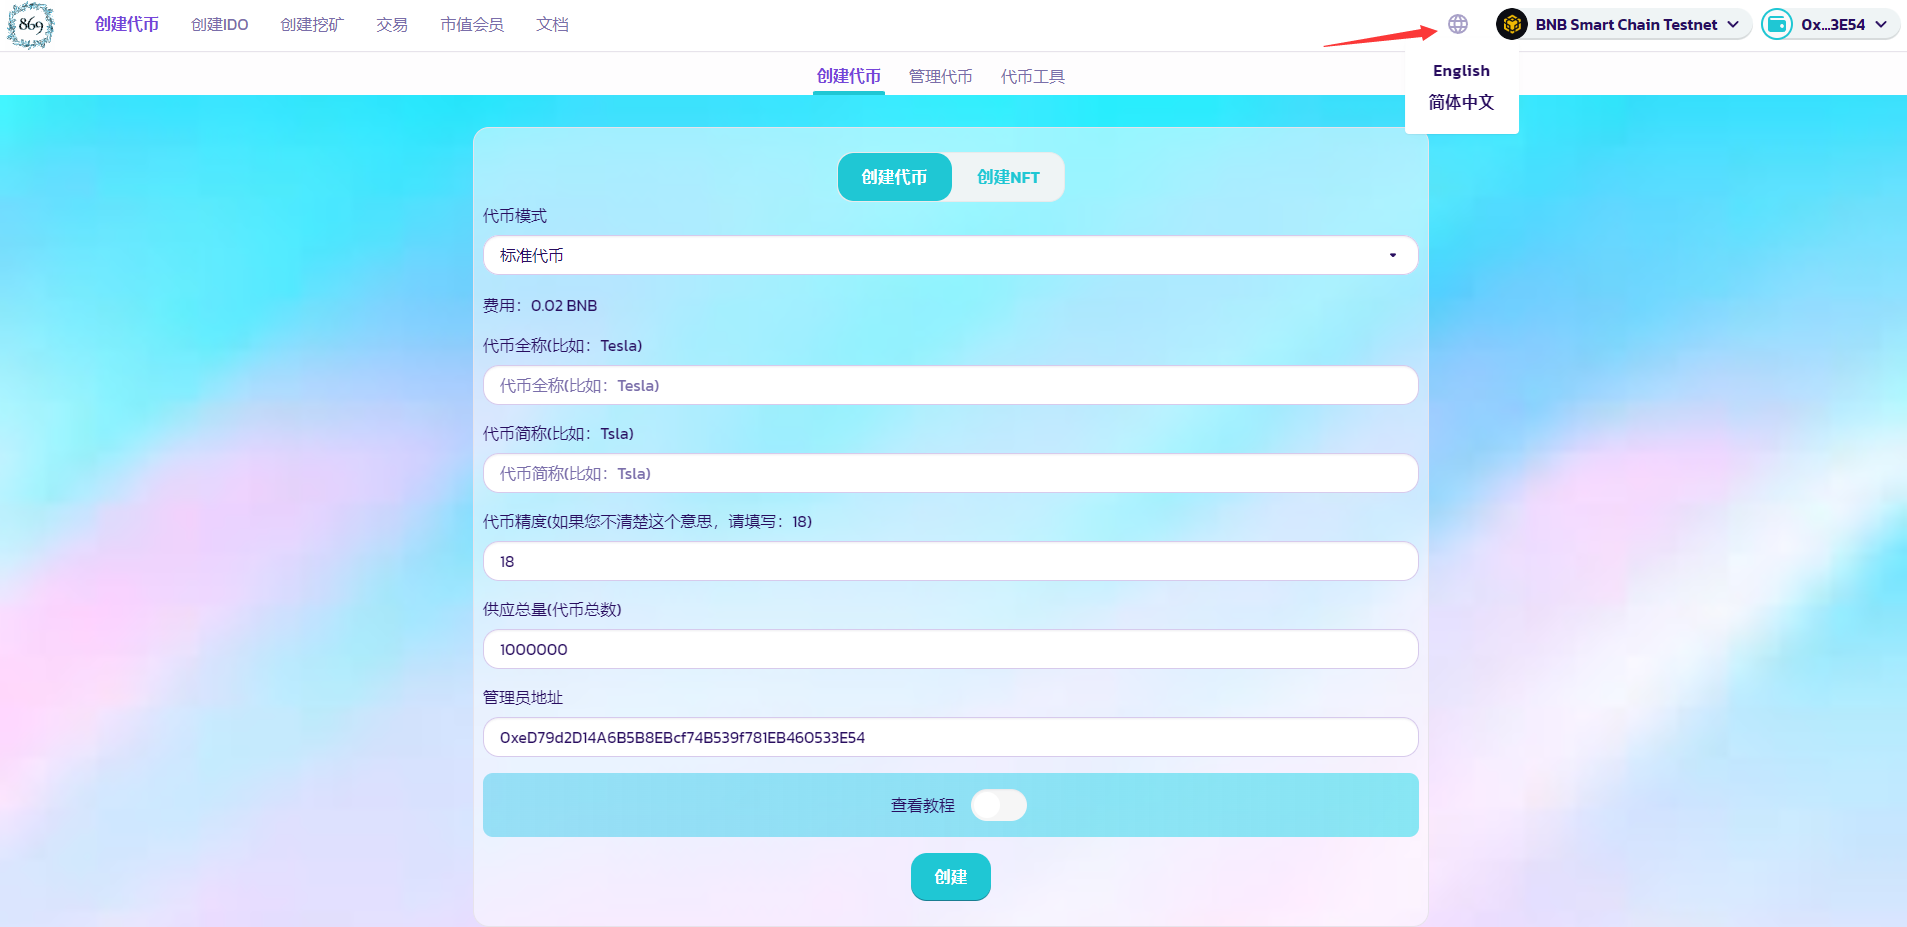 869
创建代币
创建IDO
创建挖矿
交易
市值会员
文档
BNB Smart Chain Testnet
0x...3E54
English
简体中文
创建代币
管理代币
代币工具
创建代币
创建NFT
代币模式
标准代币
费用：0.02 BNB
代币全称(比如：Tesla)
代币全称(比如：Tesla)
代币简称(比如：Tsla)
代币简称(比如：Tsla)
代币精度(如果您不清楚这个意思，请填写：18)
18
供应总量(代币总数)
1000000
管理员地址
0xeD79d2D14A6B5B8EBcf74B539f781EB460533E54
查看教程
创建